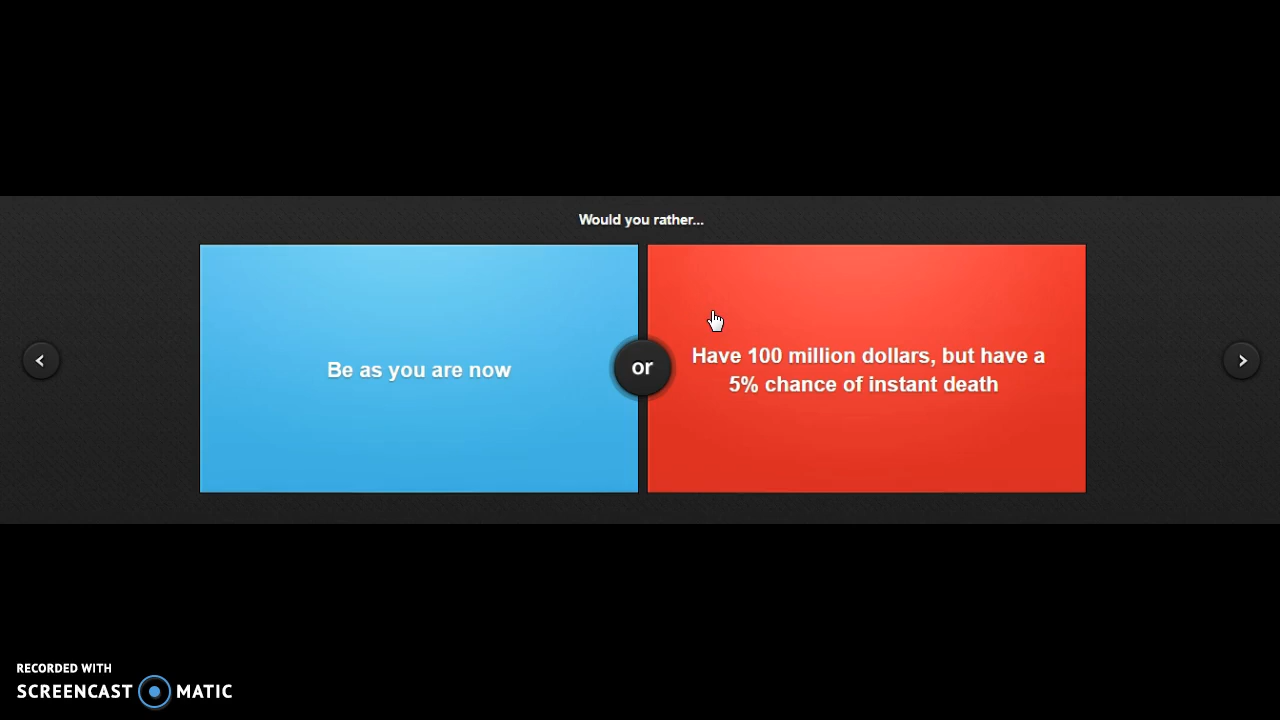 Would you rather...
Be as you are now
or
Have 100 million dollars, but have a
5% chance of instant death
RECORDED WITH
SCREENCAST MATIC